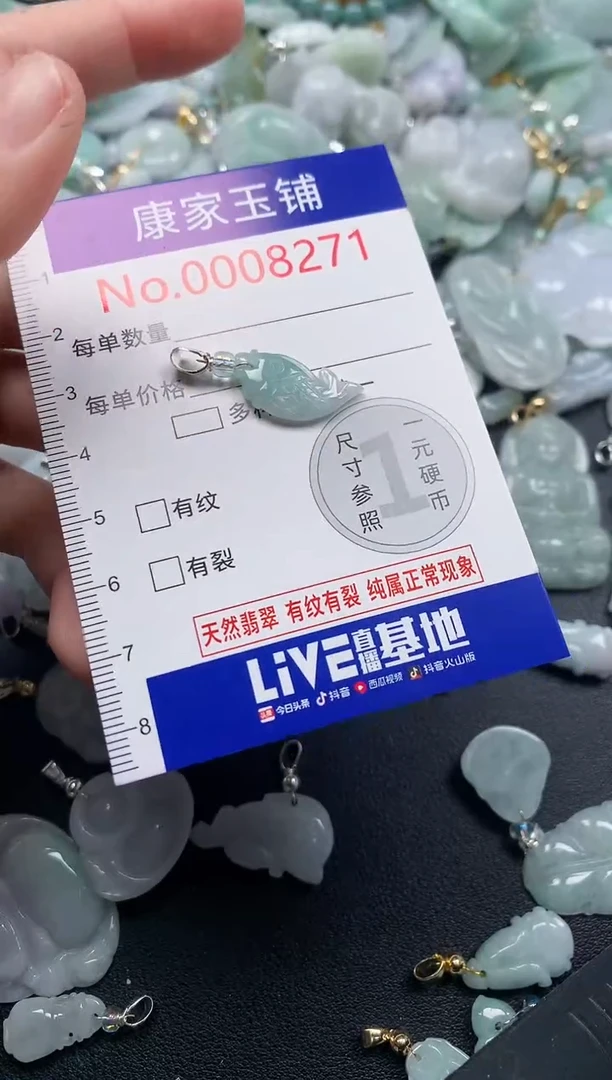 康家玉铺
No.0008271
1
2
每单数量
3
每单价格
4
尺寸参照
1
一元硬币
5
有纹
6
有裂
天然翡翠 有纹有裂 纯属正常现象
7
LiVE直播基地
头条 今日头条 抖音 西瓜视频 抖音火山版
8